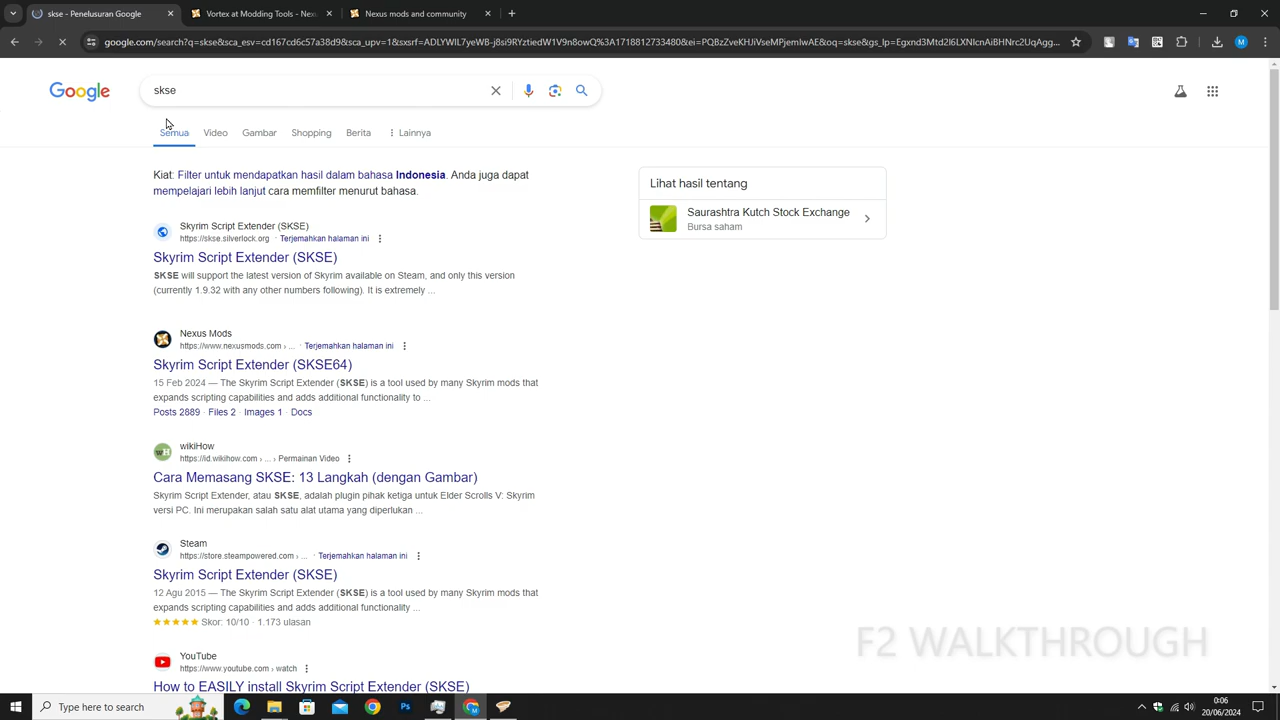 skse - Penelusuran Google
Vortex at Modding Tools - Nex
Nexus mods and community
google.com/search?q=skse&sca_esv=cd167cd6c57a38d9&sca_upv=1&sxsrf=ADLYWIL7yeWB-j8si9RYztiedW1V9n8owQ%3A1718812733480&ei=PQBzZvekHJiVseMPjemIwAE&oq=skse&gs_lp=Egxnd3Mtd2l6LXNlcnAiBHNrc2UqAgg...
M
Google
skse
Semua Video Gambar Shopping Berita Lainnya
Kiat: Filter untuk mendapatkan hasil dalam bahasa Indonesia. Anda juga dapat
mempelajari lebih lanjut cara memfilter menurut bahasa.
Lihat hasil tentang
Saurashtra Kutch Stock Exchange
Bursa saham
Skyrim Script Extender (SKSE)
https://skse.silverlock.org · Terjemahkan halaman ini
Skyrim Script Extender (SKSE)
SKSE will support the latest version of Skyrim available on Steam, and only this version
(currently 1.9.32 with any other numbers following). It is extremely ...
Nexus Mods
https://www.nexusmods.com › ... · Terjemahkan halaman ini
Skyrim Script Extender (SKSE64)
15 Feb 2024 — The Skyrim Script Extender (SKSE) is a tool used by many Skyrim mods that
expands scripting capabilities and adds additional functionality to ...
Posts 2889 · Files 2 · Images 1 · Docs
wikiHow
https://id.wikihow.com › ... › Permainan Video
Cara Memasang SKSE: 13 Langkah (dengan Gambar)
Skyrim Script Extender, atau SKSE, adalah plugin pihak ketiga untuk Elder Scrolls V: Skyrim
versi PC. Ini merupakan salah satu alat utama yang diperlukan ...
Steam
https://store.steampowered.com › ... · Terjemahkan halaman ini
Skyrim Script Extender (SKSE)
12 Agu 2015 — The Skyrim Script Extender (SKSE) is a tool used by many Skyrim mods that
expands scripting capabilities and adds additional functionality ...
★★★★★ Skor: 10/10 · 1.173 ulasan
F2 WALKTHROUGH
YouTube
https://www.youtube.com › watch
How to EASILY install Skyrim Script Extender (SKSE)
Type here to search
Ps
0:06
20/06/2024